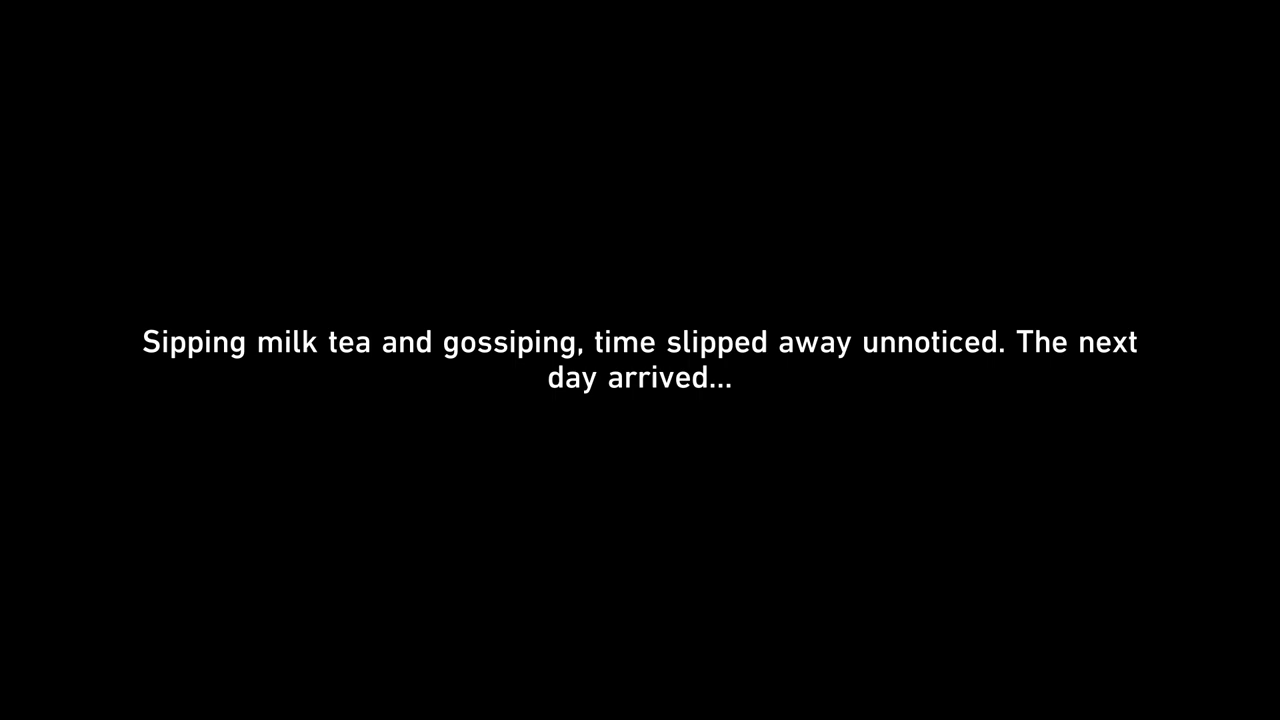 Sipping milk tea and gossiping, time slipped away unnoticed. The next
day arrived...